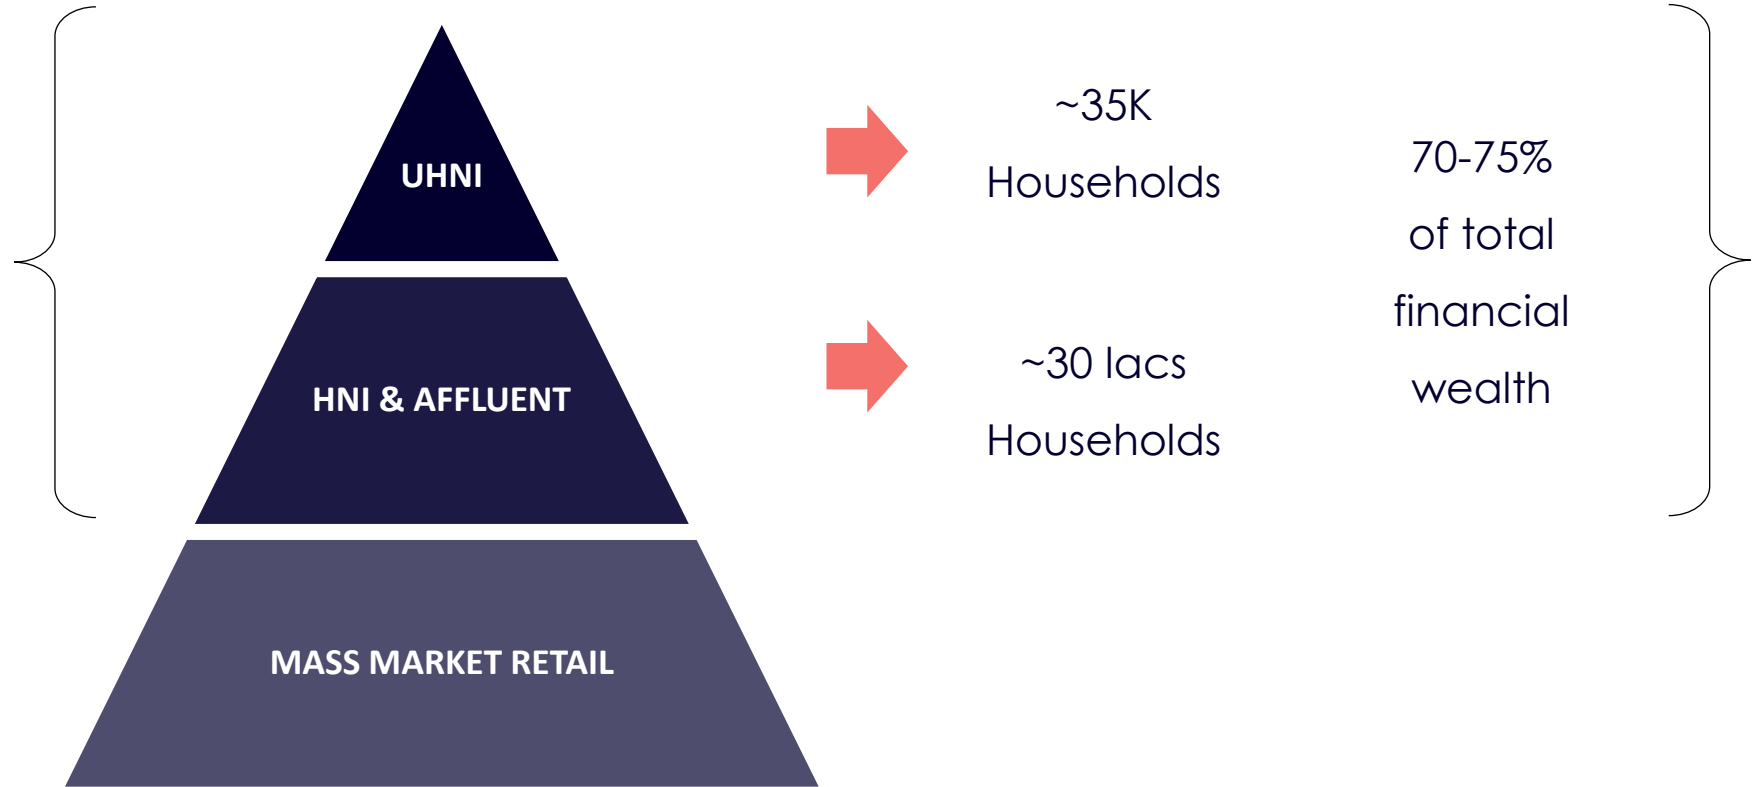 UHNI
~35K
Households
HNI & AFFLUENT
~30 lacs
Households
70-75%
of total
financial
wealth
MASS MARKET RETAIL